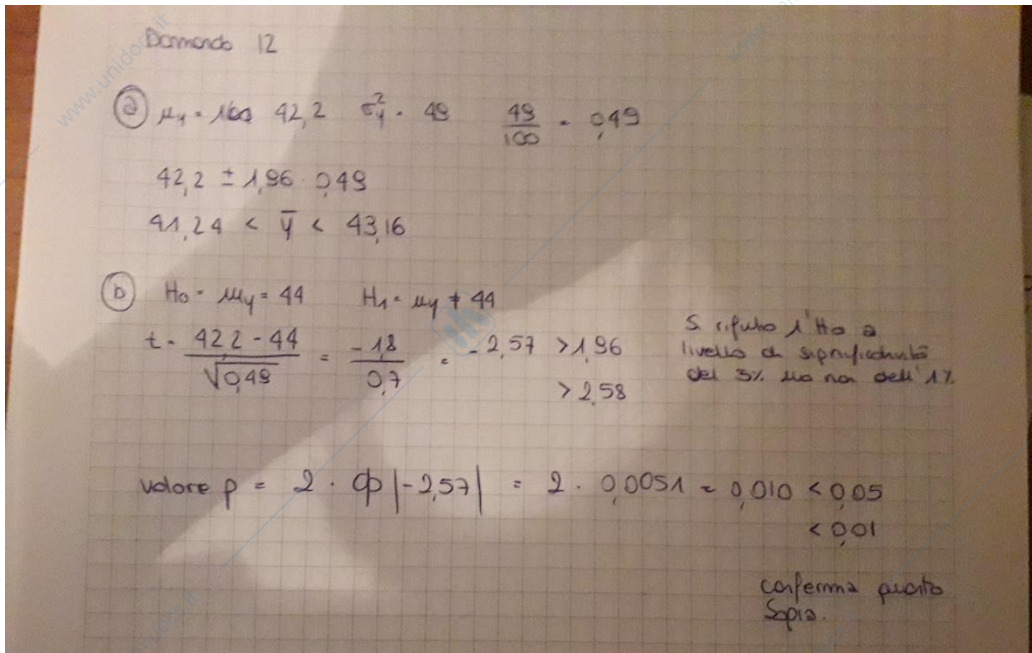 Domanda 12
ⓐ μy = 42,2 σ²y = 49 49/100 = 0,49
42,2 ± 1,96 · 0,49
41,24 < ȳ < 43,16
ⓑ H0 = μy = 44 H1 = μy ≠ 44
t = (42,2 - 44)/√0,49 = -1,8/0,7 = -2,57 > 1,96
> 2,58
Si rifiuta l'H0 a
livello di significatività
del 5% ma non dell'1%
valore p = 2 · Φ |-2,57| = 2 · 0,0051 = 0,010 < 0,05
< 0,01
conferma quanto
sopra.
www.unidocs.it